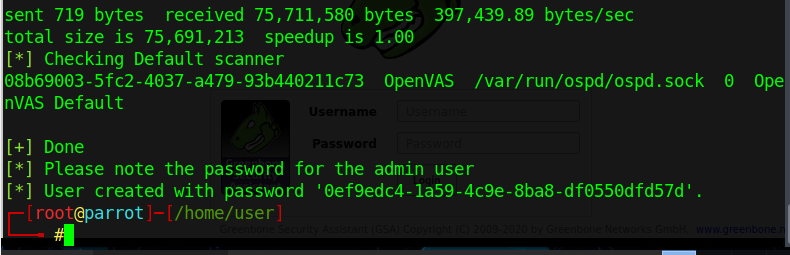 sent 719 bytes  received 75,711,580 bytes  397,439.89 bytes/sec
total size is 75,691,213  speedup is 1.00
[*] Checking Default scanner
08b69003-5fc2-4037-a479-93b440211c73  OpenVAS  /var/run/ospd/ospd.sock  0  Ope
nVAS Default
Username Username
Password Password
[+] Done
[*] Please note the password for the admin user
[*] User created with password '0ef9edc4-1a59-4c9e-8ba8-df0550dfd57d'.
┌─[root@parrot]─[/home/user]
└──╼ #
Greenbone Security Assistant (GSA) Copyright (C) 2009-2020 by Greenbone Networks GmbH, www.greenbone.n